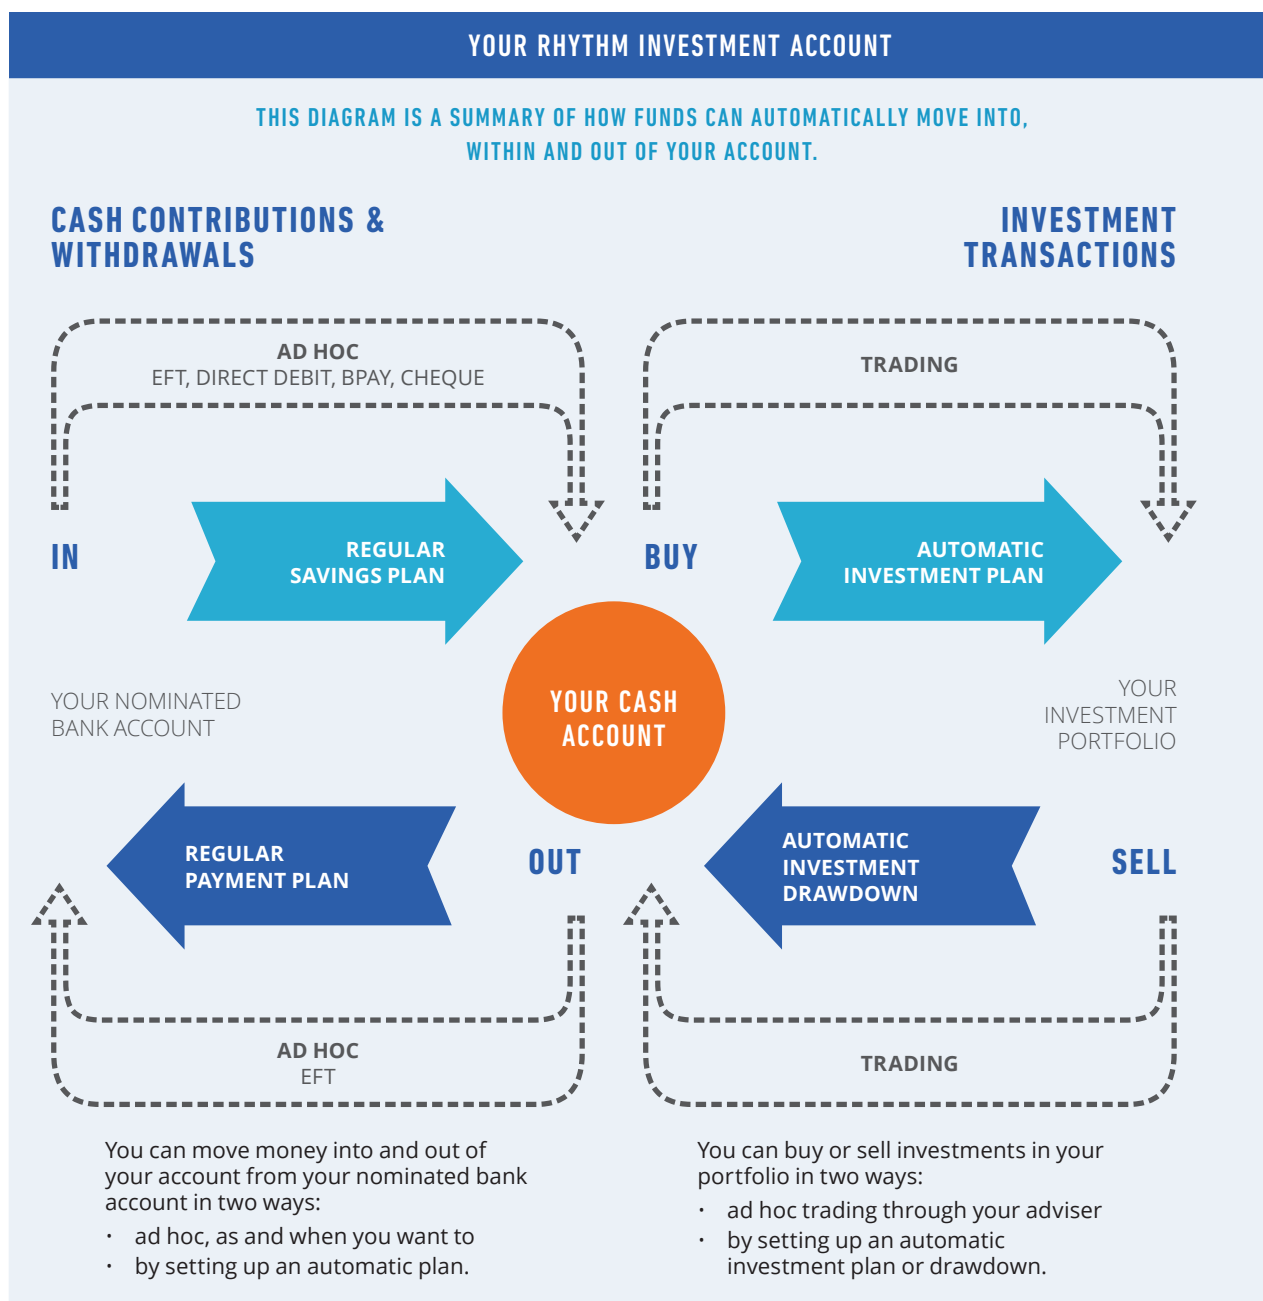 YOUR RHYTHM INVESTMENT ACCOUNT
THIS DIAGRAM IS A SUMMARY OF HOW FUNDS CAN AUTOMATICALLY MOVE INTO,
WITHIN AND OUT OF YOUR ACCOUNT.
CASH CONTRIBUTIONS &
WITHDRAWALS
INVESTMENT
TRANSACTIONS
AD HOC
EFT, DIRECT DEBIT, BPAY, CHEQUE
TRADING
IN
REGULAR
SAVINGS PLAN
BUY
AUTOMATIC
INVESTMENT PLAN
YOUR NOMINATED
BANK ACCOUNT
YOUR CASH
ACCOUNT
YOUR
INVESTMENT
PORTFOLIO
REGULAR
PAYMENT PLAN
OUT
AUTOMATIC
INVESTMENT
DRAWDOWN
SELL
AD HOC
EFT
TRADING
You can move money into and out of
your account from your nominated bank
account in two ways:
• ad hoc, as and when you want to
• by setting up an automatic plan.
You can buy or sell investments in your
portfolio in two ways:
• ad hoc trading through your adviser
• by setting up an automatic
investment plan or drawdown.